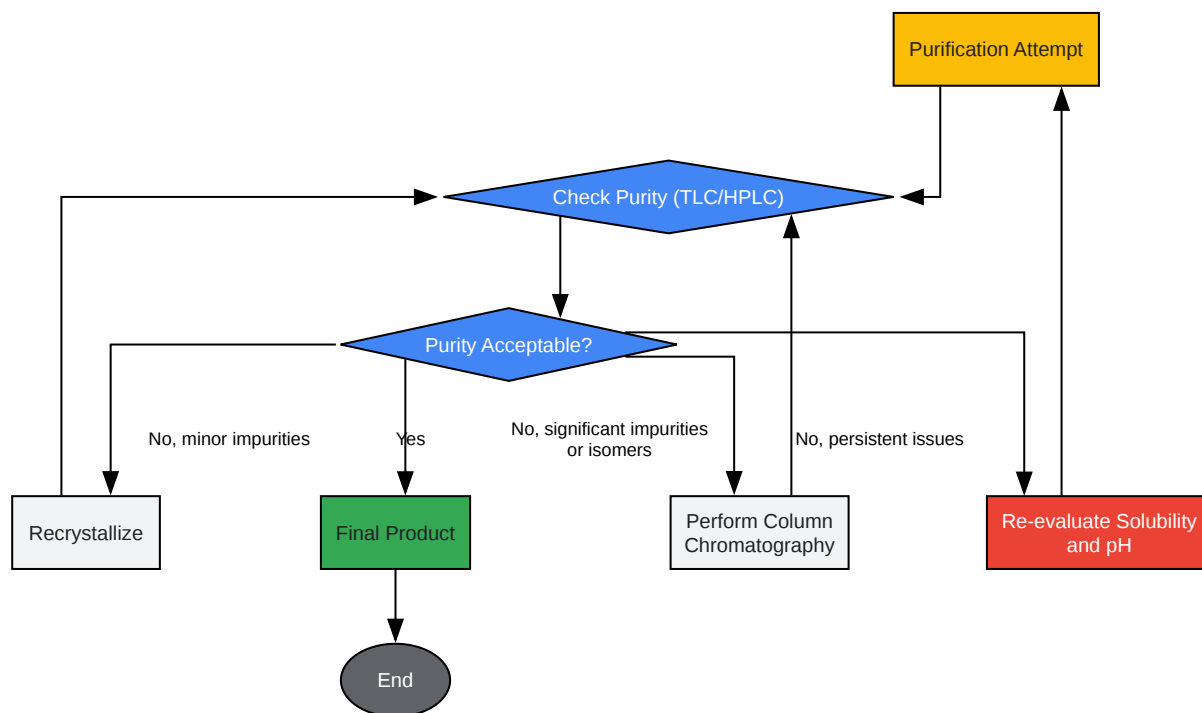 Purification Attempt
Check Purity (TLC/HPLC)
Purity Acceptable?
No, minor impurities
Yes
No, significant impurities
or isomers
No, persistent issues
Recrystallize
Final Product
Perform Column
Chromatography
Re-evaluate Solubility
and pH
End